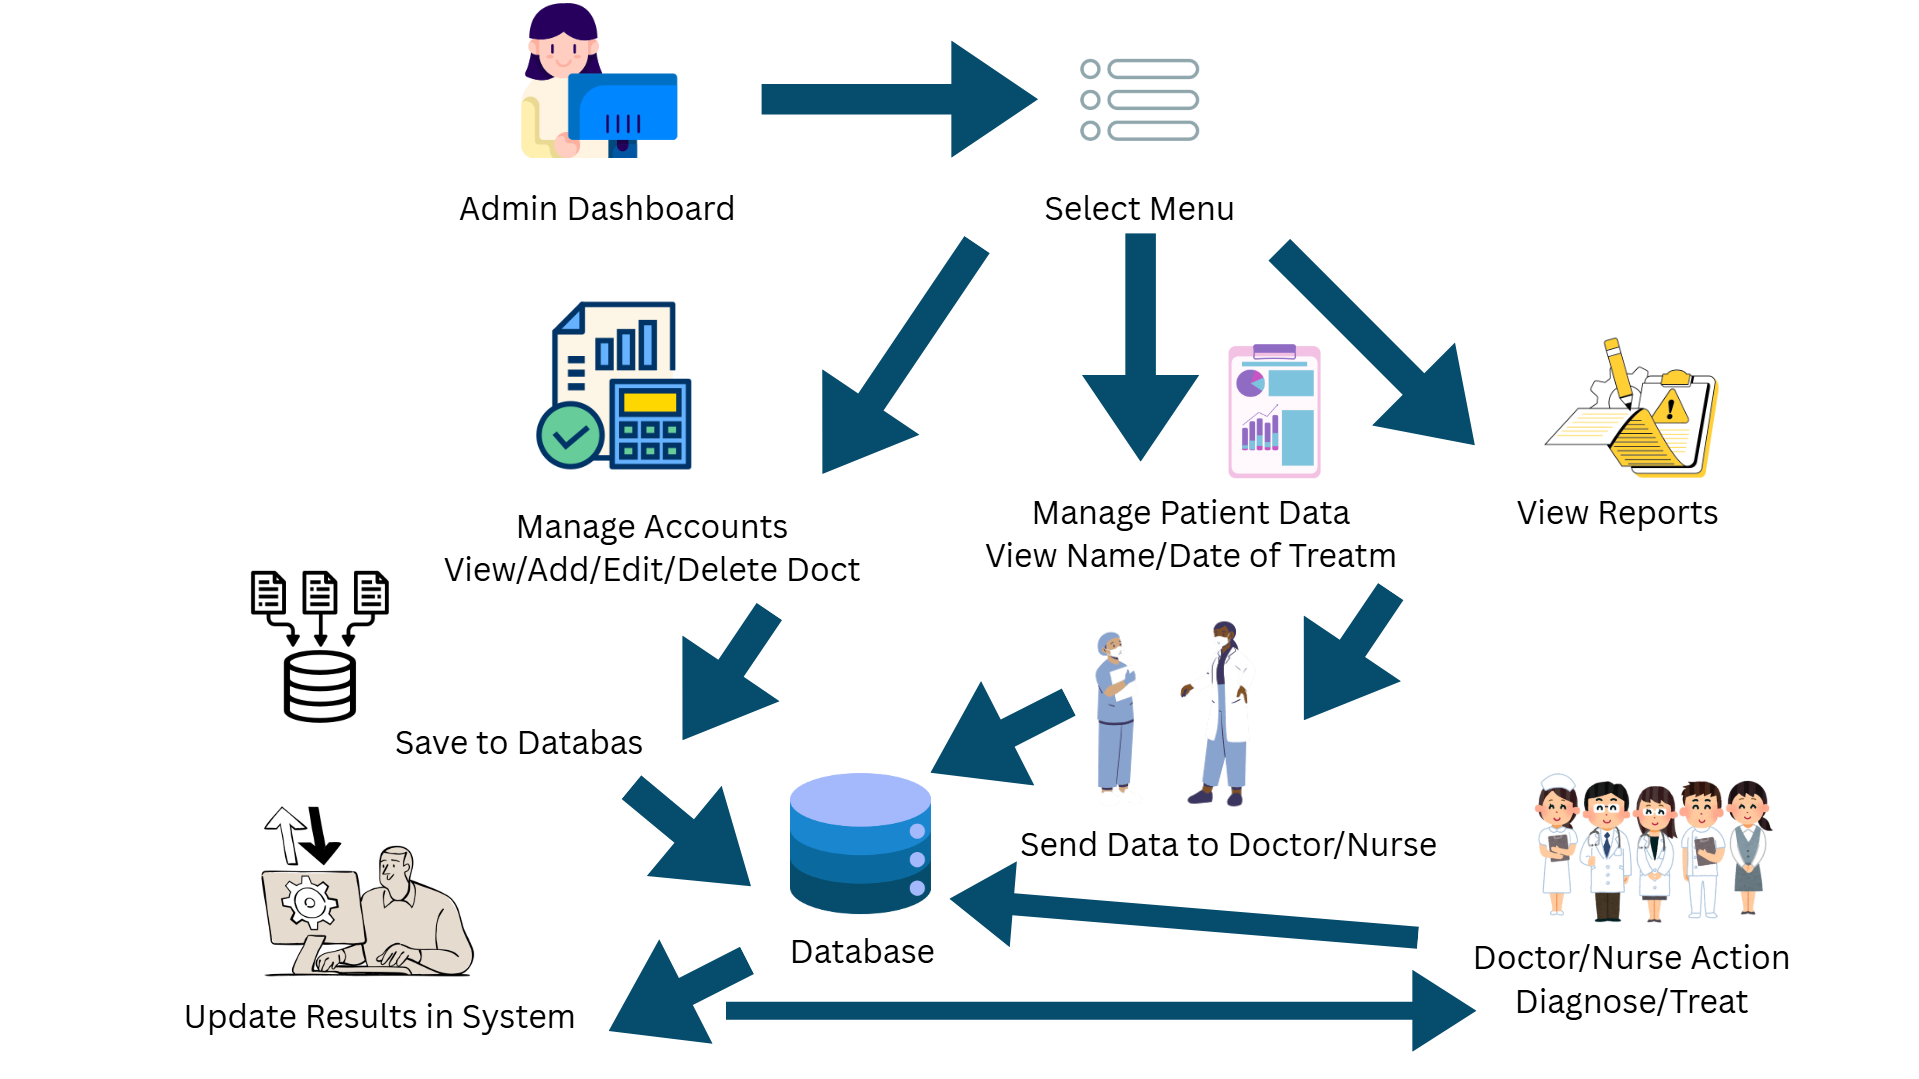 Admin Dashboard
Select Menu
Manage Accounts
View/Add/Edit/Delete Doct
Manage Patient Data
View Name/Date of Treatm
View Reports
Save to Databas
Send Data to Doctor/Nurse
Database
Doctor/Nurse Action
Diagnose/Treat
Update Results in System